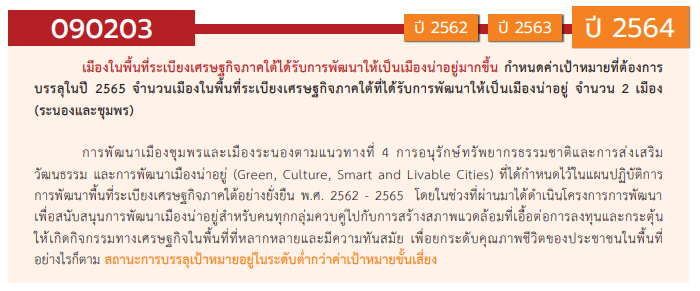 090203
ปี 2562
ปี 2563
ปี 2564
เมืองในพื้นที่ระเบียงเศรษฐกิจภาคใต้ได้รับการพัฒนาให้เป็นเมืองน่าอยู่มากขึ้น กำหนดค่าเป้าหมายที่ต้องการ
บรรลุในปี 2565 จำนวนเมืองในพื้นที่ระเบียงเศรษฐกิจภาคใต้ที่ได้รับการพัฒนาให้เป็นเมืองน่าอยู่ จำนวน 2 เมือง
(ระนองและชุมพร)
การพัฒนาเมืองชุมพรและเมืองระนองตามแนวทางที่ 4 การอนุรักษ์ทรัพยากรธรรมชาติและการส่งเสริม
วัฒนธรรม และการพัฒนาเมืองน่าอยู่ (Green, Culture, Smart and Livable Cities) ที่ได้กำหนดไว้ในแผนปฏิบัติการ
การพัฒนาพื้นที่ระเบียงเศรษฐกิจภาคใต้อย่างยั่งยืน พ.ศ. 2562 - 2565 โดยในช่วงที่ผ่านมาได้ดำเนินโครงการการพัฒนา
เพื่อสนับสนุนการพัฒนาเมืองน่าอยู่สำหรับคนทุกกลุ่มควบคู่ไปกับการสร้างสภาพแวดล้อมที่เอื้อต่อการลงทุนและกระตุ้น
ให้เกิดกิจกรรมทางเศรษฐกิจในพื้นที่ที่หลากหลายและมีความทันสมัย เพื่อยกระดับคุณภาพชีวิตของประชาชนในพื้นที่
อย่างไรก็ตาม สถานะการบรรลุเป้าหมายอยู่ในระดับต่ำกว่าค่าเป้าหมายขั้นเสี่ยง